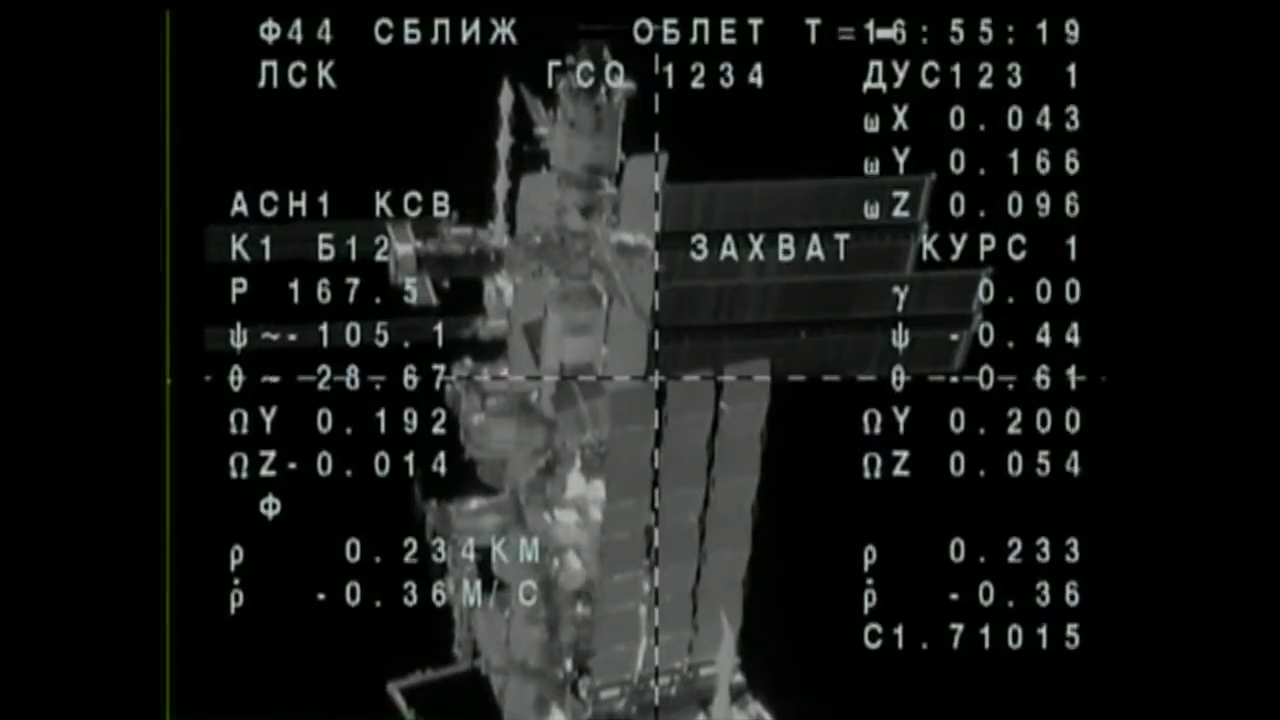 Ф44 СБЛИЖ ОБЛЕТ Т=16:55:19
ЛСК ГСО 1234 ДУС123 1
ωX 0.043
ωY 0.166
АСН1 КСВ ωZ 0.096
К1 Б12 ЗАХВАТ КУРС 1
Р 167.5 γ 0.00
ψ~-105.1 ψ -0.44
θ ~ -28.67 θ -0.61
ΩY 0.192 ΩY 0.200
ΩZ-0.014 ΩZ 0.054
Ф
ρ 0.234КМ ρ 0.233
ρ̇ -0.36М/С ρ̇ -0.36
С1.71015